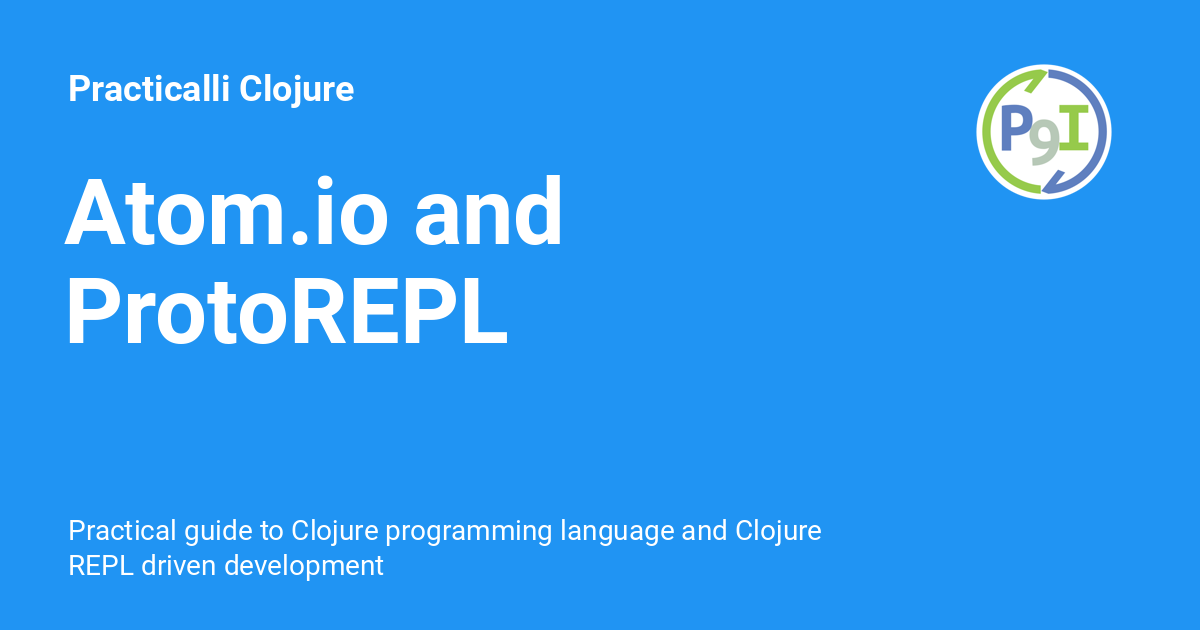 Practicalli Clojure
P9I
Atom.io and
ProtoREPL
Practical guide to Clojure programming language and Clojure
REPL driven development